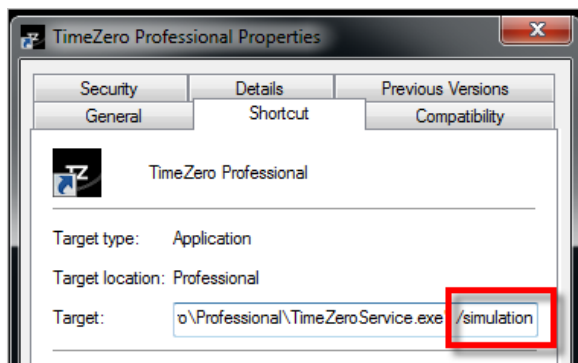 TimeZero Professional Properties
Security Details Previous Versions
General Shortcut Compatibility
TZ
TimeZero Professional
Target type: Application
Target location: Professional
Target: o\Professional\TimeZeroService.exe" /simulation